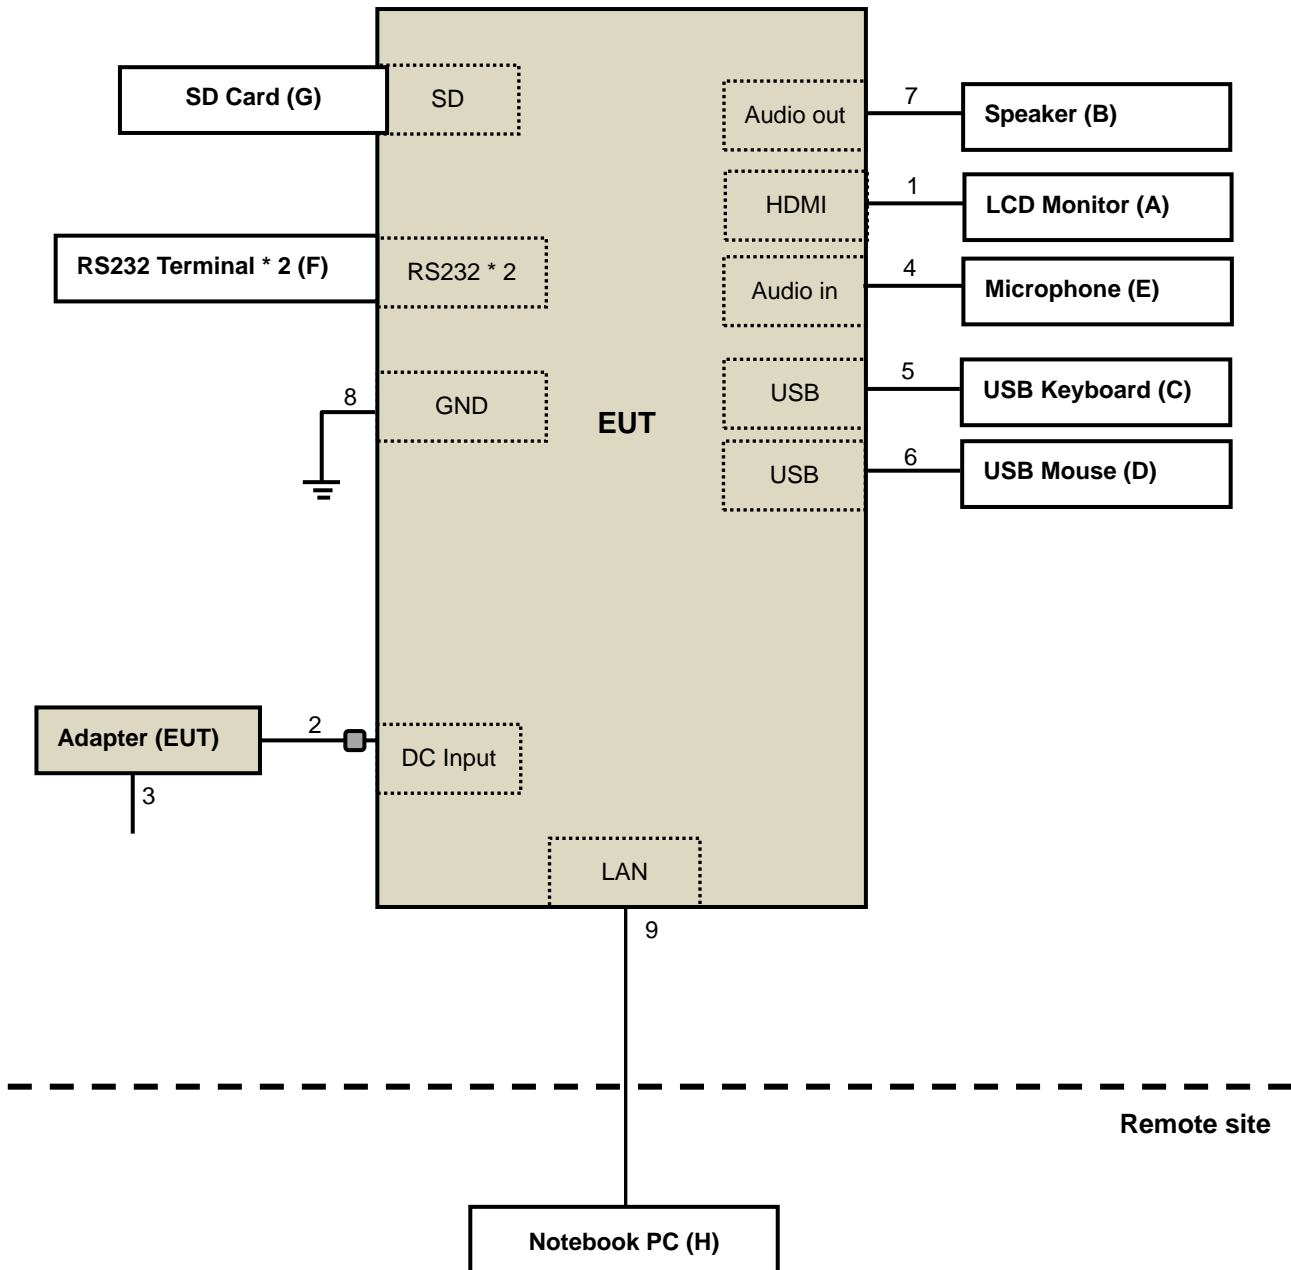 SD Card (G)
SD
Audio out
7
Speaker (B)
HDMI
1
LCD Monitor (A)
RS232 Terminal * 2 (F)
RS232 * 2
Audio in
4
Microphone (E)
8
GND
EUT
USB
5
USB Keyboard (C)
USB
6
USB Mouse (D)
Adapter (EUT)
2
DC Input
3
LAN
9
Remote site
Notebook PC (H)